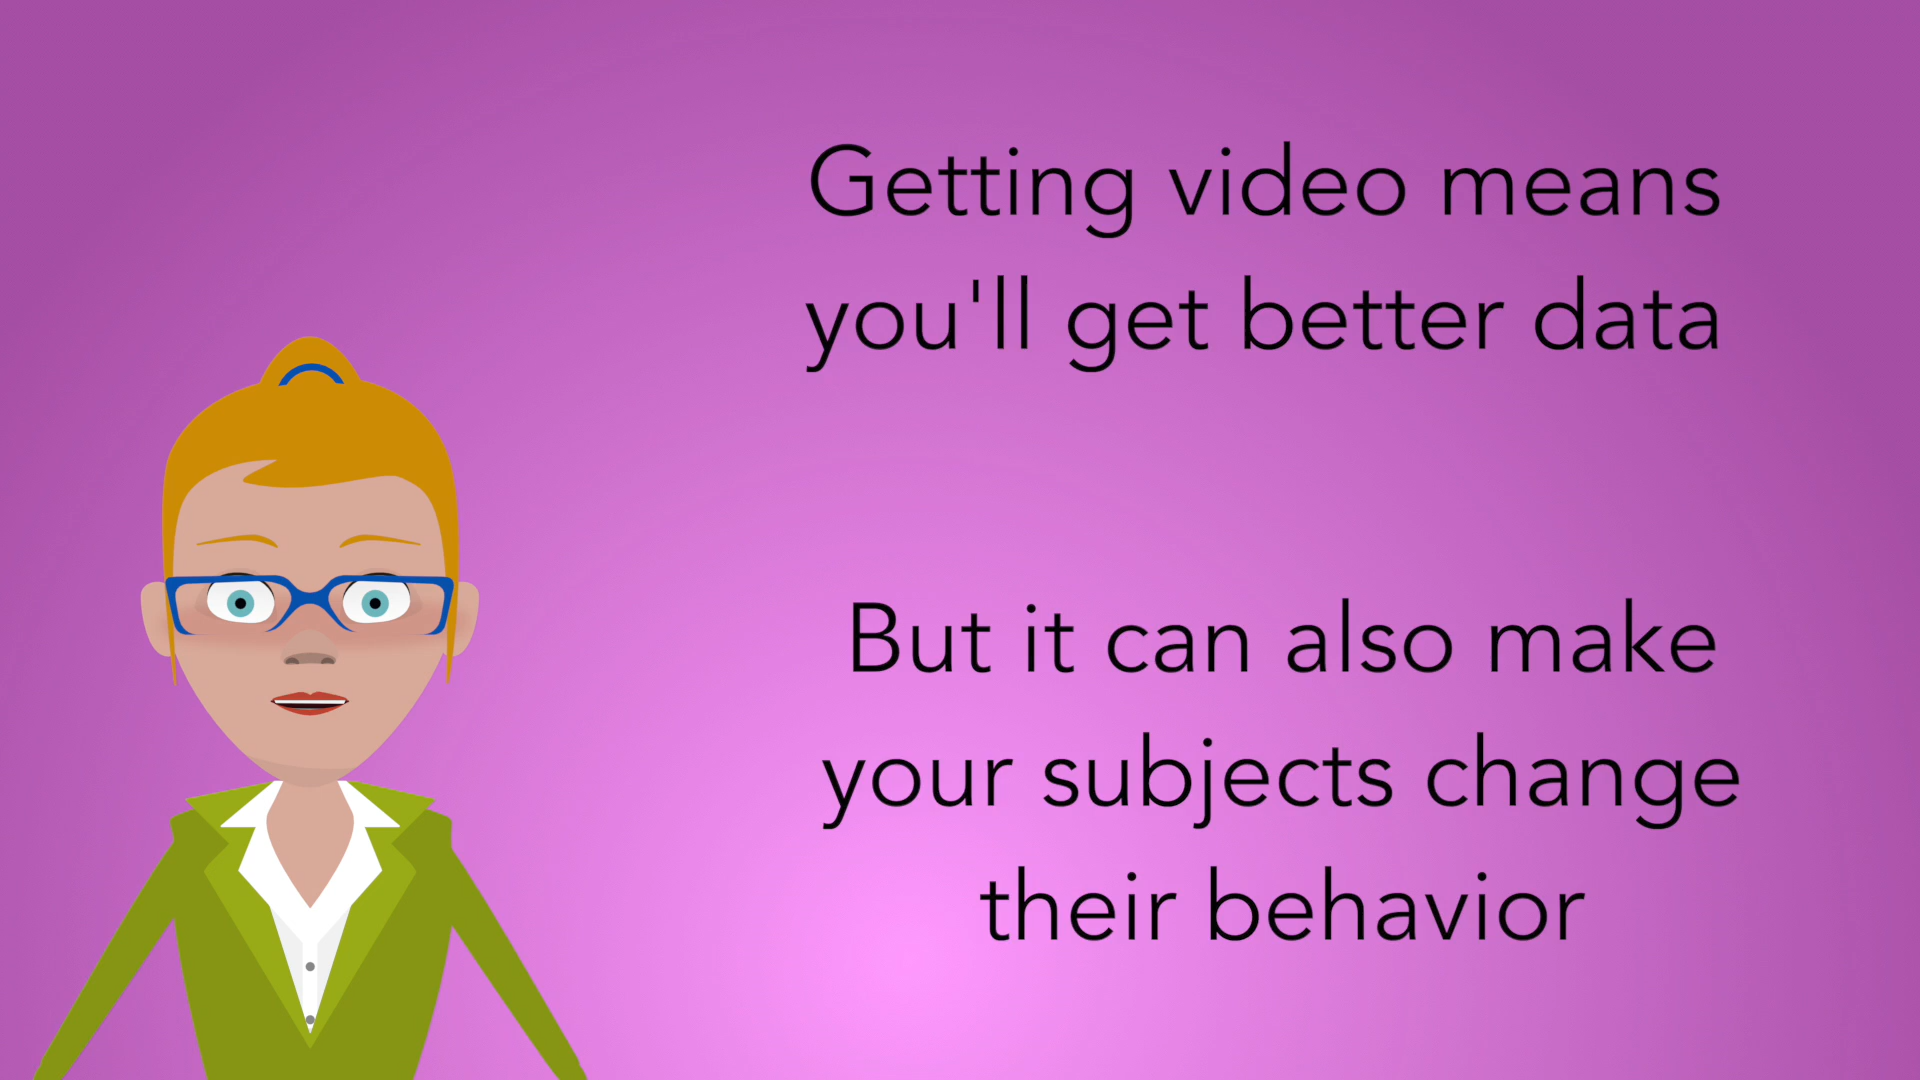 Getting video means
you'll get better data
But it can also make
your subjects change
their behavior